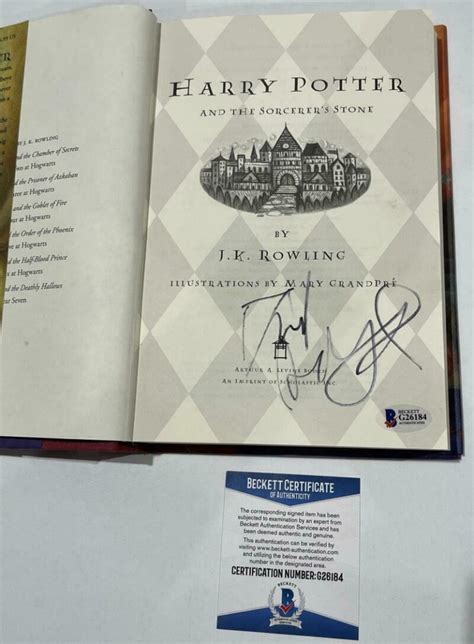 BY J. K. ROWLING
and the Chamber of Secrets
Two at Hogwarts
and the Prisoner of Azkaban
at Hogwarts
and the Goblet of Fire
at Hogwarts
and the Order of the Phoenix
at Hogwarts
and the Half-Blood Prince
at Hogwarts
and the Deathly Hallows
Year Seven
HARRY POTTER
AND THE SORCERER'S STONE
BY
J.K. ROWLING
ILLUSTRATIONS BY MARY GRANDPRÉ
ARTHUR A. LEVINE BOOKS
AN IMPRINT OF SCHOLASTIC INC.
BECKETT
G26184
AUTHENTICATED
BECKETT CERTIFICATE
OF AUTHENTICITY
The corresponding signed item has been
subjected to examination by an expert from
Beckett Authentication Services and has
been deemed authentic and genuine.
This authentication can be verified by
visiting www.beckett-authentication.com
and utilizing the below authentication
number in the designated area.
CERTIFICATION NUMBER:G26184
BECKETT
B